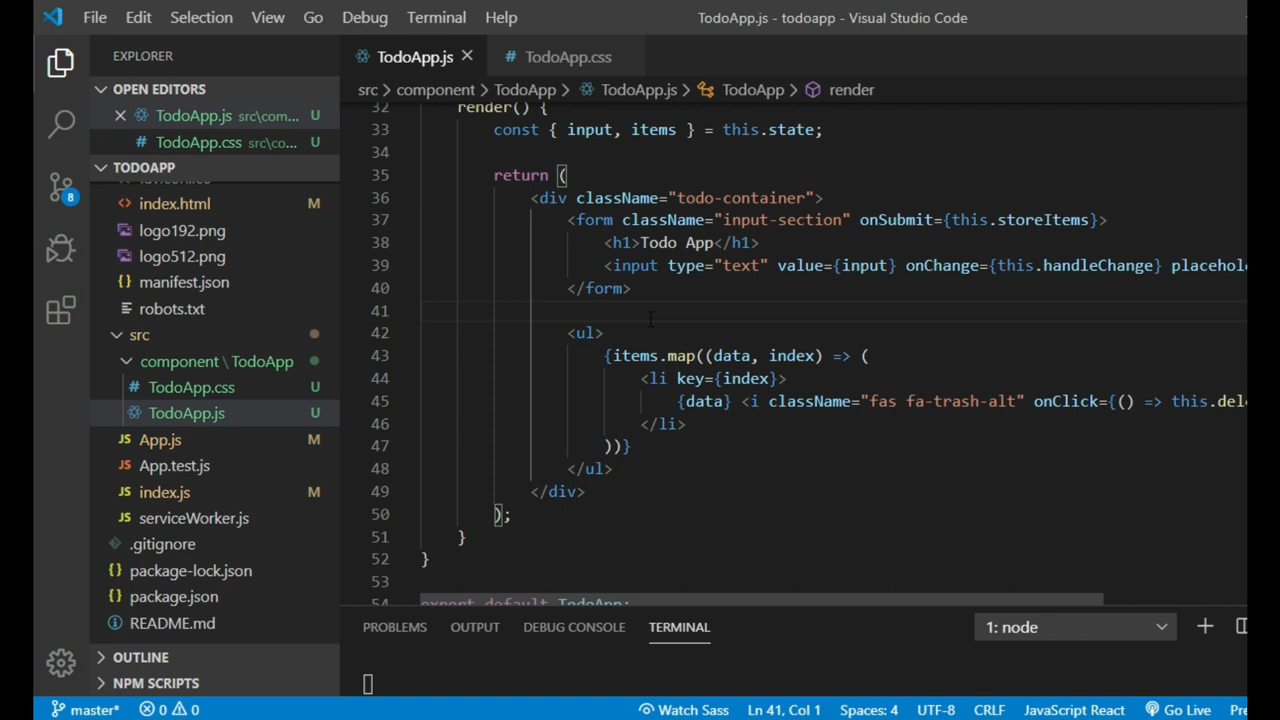 File Edit Selection View Go Debug Terminal Help TodoApp.js - todoapp - Visual Studio Code
EXPLORER
OPEN EDITORS
TodoApp.js src\com... U
TodoApp.css src\co... U
TODOAPP
index.html M
logo192.png
logo512.png
manifest.json
robots.txt
src
component \ TodoApp
TodoApp.css U
TodoApp.js U
App.js M
App.test.js
index.js M
serviceWorker.js
.gitignore
package-lock.json
package.json
README.md
OUTLINE
NPM SCRIPTS
TodoApp.js TodoApp.css
src > component > TodoApp > TodoApp.js > TodoApp > render
32 render() {
33 const { input, items } = this.state;
34
35 return (
36 <div className="todo-container">
37 <form className="input-section" onSubmit={this.storeItems}>
38 <h1>Todo App</h1>
39 <input type="text" value={input} onChange={this.handleChange} placehol
40 </form>
41
42 <ul>
43 {items.map((data, index) => (
44 <li key={index}>
45 {data} <i className="fas fa-trash-alt" onClick={() => this.del
46 </li>
47 ))}
48 </ul>
49 </div>
50 );
51 }
52 }
53
54 export default TodoApp;
PROBLEMS OUTPUT DEBUG CONSOLE TERMINAL 1: node
8
master* 0 0 Watch Sass Ln 41, Col 1 Spaces: 4 UTF-8 CRLF JavaScript React Go Live Pre